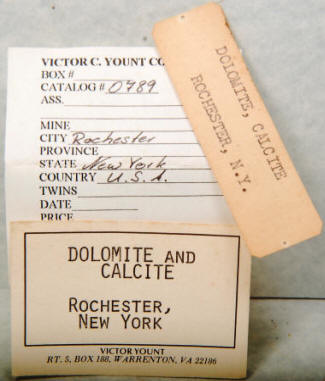 VICTOR C. YOUNT CO
BOX #
CATALOG # 0789
ASS.
MINE
CITY Rochester
PROVINCE
STATE New York
COUNTRY U.S.A.
TWINS
DATE
PRICE
DOLOMITE, CALCITE
ROCHESTER, N.Y.
DOLOMITE AND
CALCITE
ROCHESTER,
NEW YORK
VICTOR YOUNT
RT. 5, BOX 188, WARRENTON, VA 22186